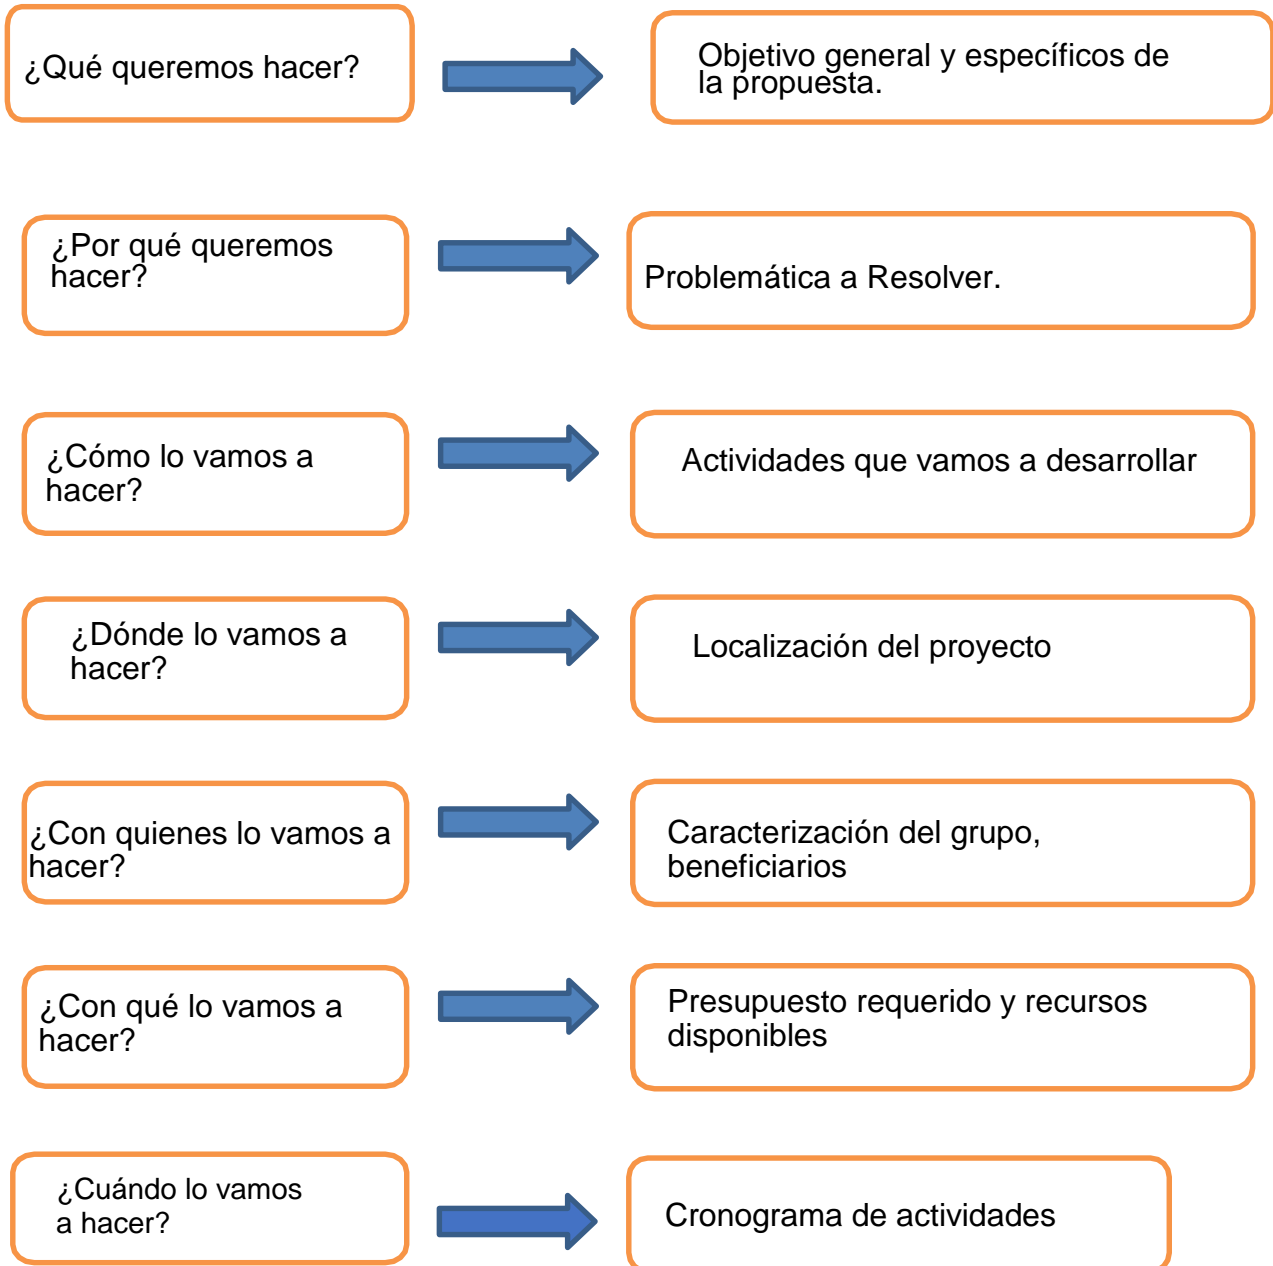 ¿Qué queremos hacer?
Objetivo general y específicos de
la propuesta.
¿Por qué queremos
hacer?
Problemática a Resolver.
¿Cómo lo vamos a
hacer?
Actividades que vamos a desarrollar
¿Dónde lo vamos a
hacer?
Localización del proyecto
¿Con quienes lo vamos a
hacer?
Caracterización del grupo,
beneficiarios
¿Con qué lo vamos a
hacer?
Presupuesto requerido y recursos
disponibles
¿Cuándo lo vamos
a hacer?
Cronograma de actividades